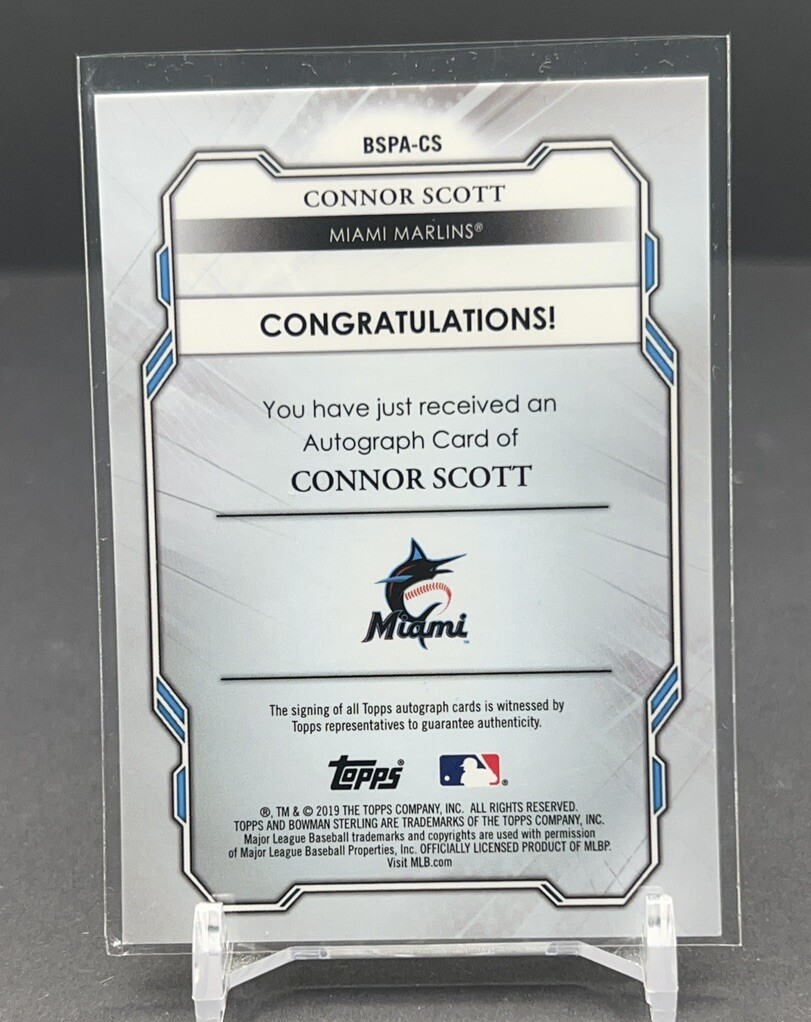 BSPA-CS
CONNOR SCOTT
MIAMI MARLINS®
CONGRATULATIONS!
You have just received an
Autograph Card of
CONNOR SCOTT
Miami™
The signing of all Topps autograph cards is witnessed by
Topps representatives to guarantee authenticity.
topps® ®
®, TM & © 2019 THE TOPPS COMPANY, INC. ALL RIGHTS RESERVED.
TOPPS AND BOWMAN STERLING ARE TRADEMARKS OF THE TOPPS COMPANY, INC.
Major League Baseball trademarks and copyrights are used with permission
of Major League Baseball Properties, Inc. OFFICIALLY LICENSED PRODUCT OF MLBP.
Visit MLB.com